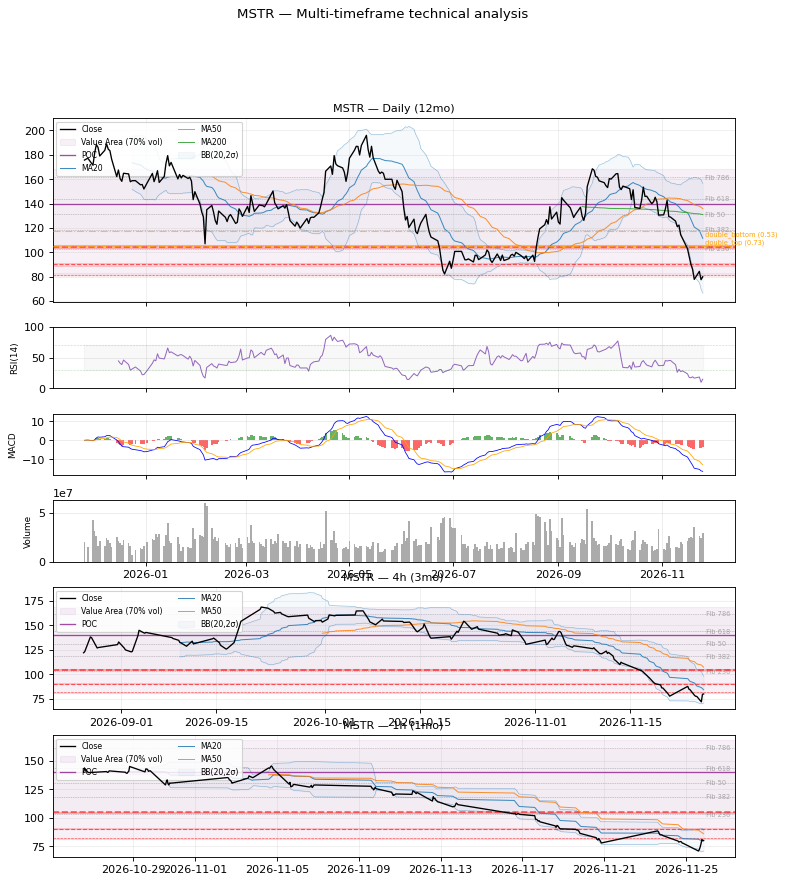 MSTR — Multi-timeframe technical analysis
MSTR — Daily (12mo)
Close
Value Area (70% vol)
POC
MA20
MA50
MA200
BB(20,2σ)
200
180
160
140
120
100
80
60
Fib 786
Fib 618
Fib 50
Fib 382
double_bottom (0.53)
double_top (0.73)
RSI(14)
100
50
0
MACD
10
0
−10
1e7
Volume
5
0
2026-01
2026-03
2026-05
2026-07
2026-09
2026-11
MSTR — 4h (3mo)
Close
Value Area (70% vol)
POC
MA20
MA50
BB(20,2σ)
175
150
125
100
75
Fib 786
Fib 618
Fib 50
Fib 382
Fib 236
2026-09-01
2026-09-15
2026-10-01
2026-10-15
2026-11-01
2026-11-15
MSTR — 1h (1mo)
Close
Value Area (70% vol)
POC
MA20
MA50
BB(20,2σ)
150
125
100
75
Fib 786
Fib 618
Fib 50
Fib 382
Fib 236
2026-10-29
2026-11-01
2026-11-05
2026-11-09
2026-11-13
2026-11-17
2026-11-21
2026-11-25